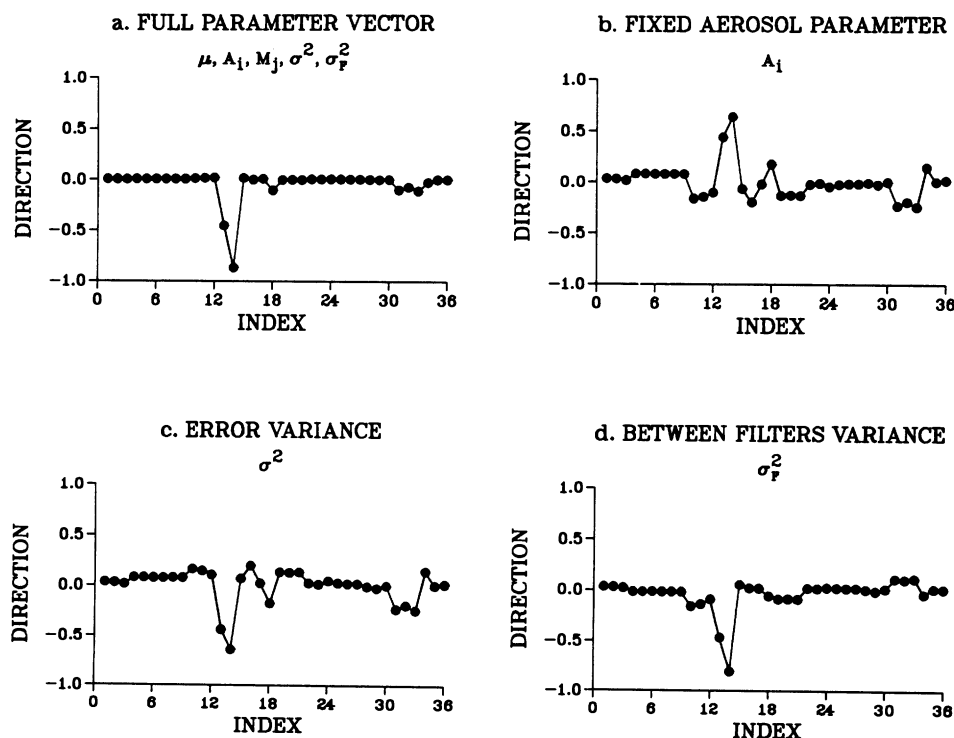 a. FULL PARAMETER VECTOR
μ, A_i, M_j, σ², σ_F²
1.0
0.5
0.0
−0.5
−1.0
DIRECTION
0 6 12 18 24 30 36
INDEX
b. FIXED AEROSOL PARAMETER
A_i
1.0
0.5
0.0
−0.5
−1.0
DIRECTION
0 6 12 18 24 30 36
INDEX
c. ERROR VARIANCE
σ²
1.0
0.5
0.0
−0.5
−1.0
DIRECTION
0 6 12 18 24 30 36
INDEX
d. BETWEEN FILTERS VARIANCE
σ_F²
1.0
0.5
0.0
−0.5
−1.0
DIRECTION
0 6 12 18 24 30 36
INDEX